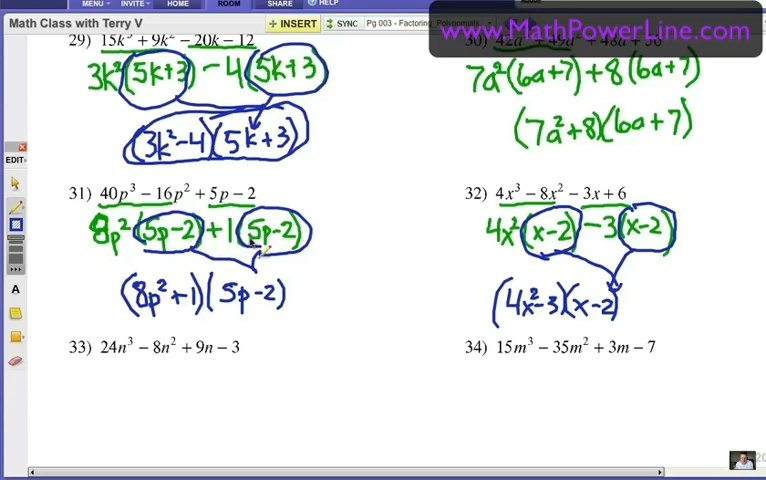 Math Class with Terry V
MENU
INVITE
HOME
ROOM
SHARE
Help
INSERT
SYNC
Pg 003 - Factoring
MathPowerLine.com
EDIT
A
29) 15k³ + 9k² − 20k − 12
3k²(5k+3) − 4(5k+3)
(3k²−4)(5k+3)
7a²(6a+7)+8(6a+7)
(7a²+8)(6a+7)
31) 40p³ − 16p² + 5p − 2
8p²(5p−2)+1(5p−2)
(8p²+1)(5p−2)
32) 4x³ − 8x² − 3x + 6
4x²(x−2) −3(x−2)
(4x²−3)(x−2)
33) 24n³ − 8n² + 9n − 3
34) 15m³ − 35m² + 3m − 7